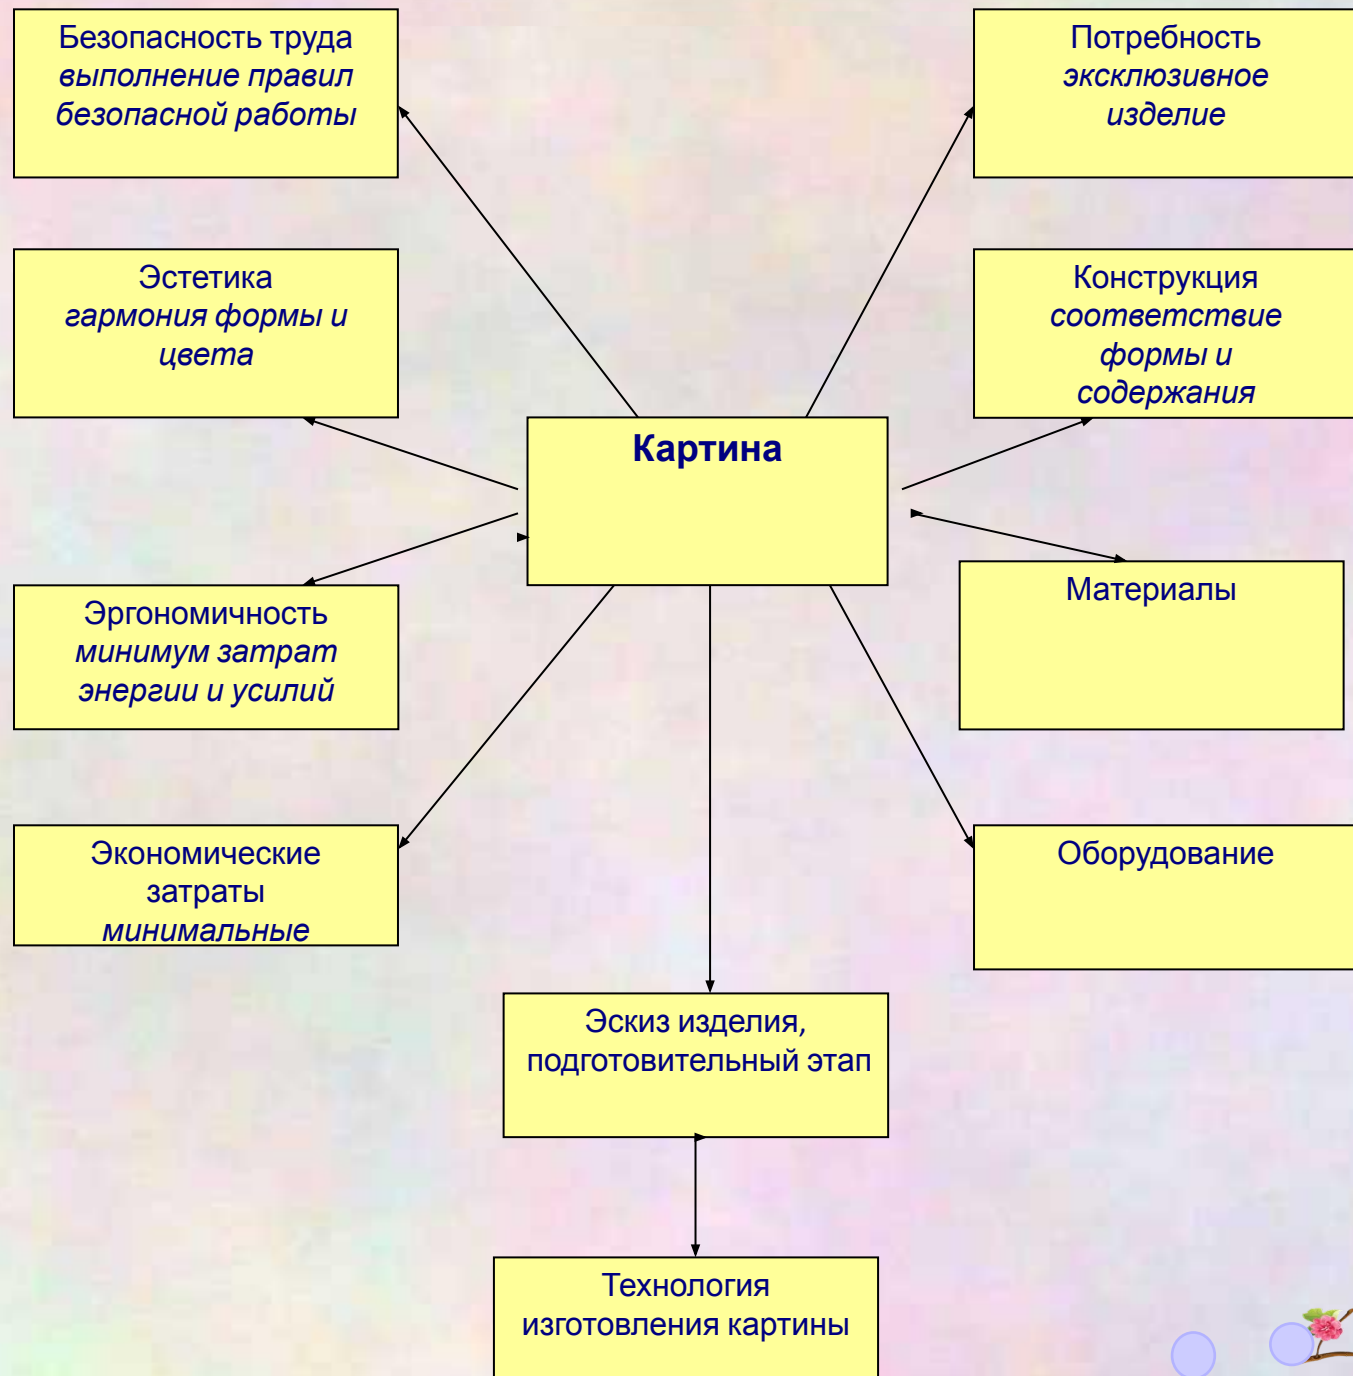 Безопасность труда
выполнение правил
безопасной работы
Потребность
эксклюзивное
изделие
Эстетика
гармония формы и
цвета
Конструкция
соответствие
формы и
содержания
Картина
Эргономичность
минимум затрат
энергии и усилий
Материалы
Экономические
затраты
минимальные
Оборудование
Эскиз изделия,
подготовительный этап
Технология
изготовления картины